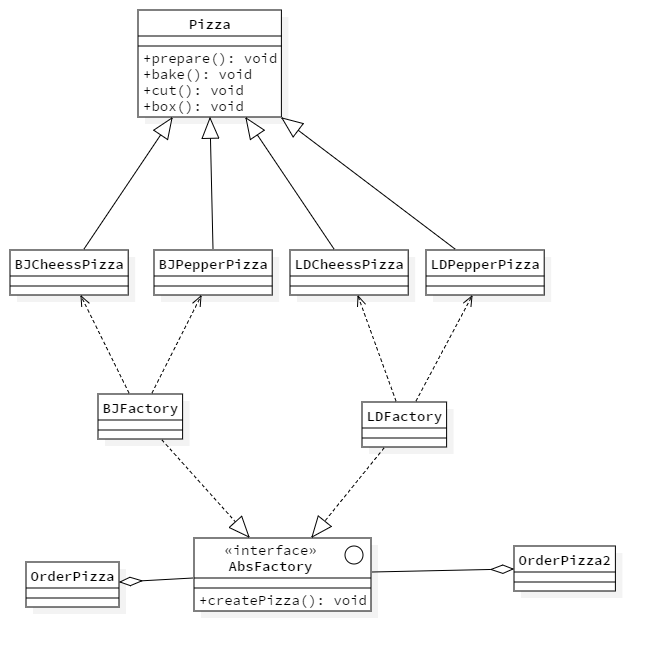 Pizza
+prepare(): void
+bake(): void
+cut(): void
+box(): void
BJCheessPizza
BJPepperPizza
LDCheessPizza
LDPepperPizza
BJFactory
LDFactory
«interface»
AbsFactory
+createPizza(): void
OrderPizza
OrderPizza2